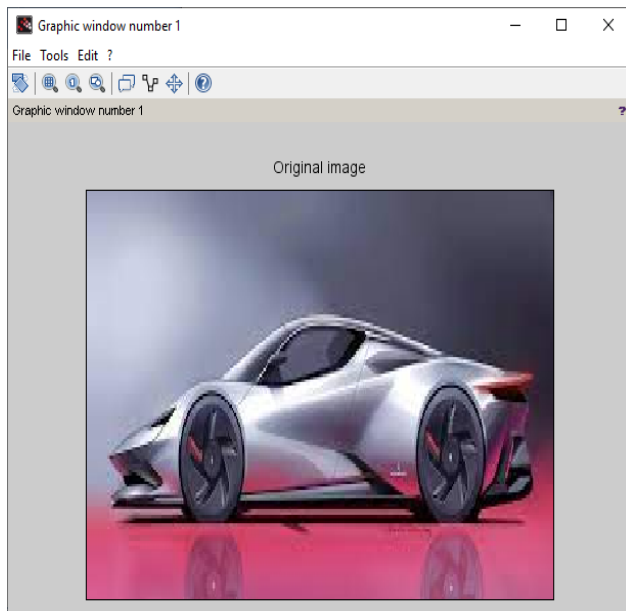 Graphic window number 1
File Tools Edit ?
Graphic window number 1
?
Original image